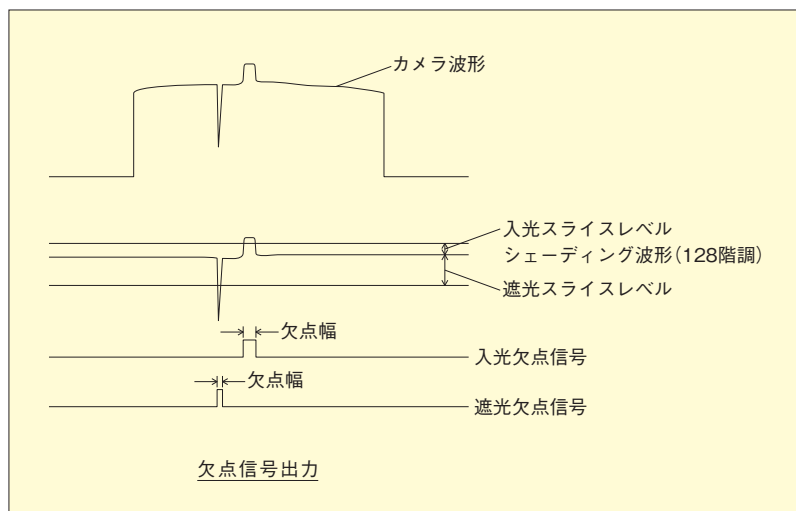 カメラ波形
入光スライスレベル
シェーディング波形(128階調)
遮光スライスレベル
欠点幅
入光欠点信号
欠点幅
遮光欠点信号
欠点信号出力